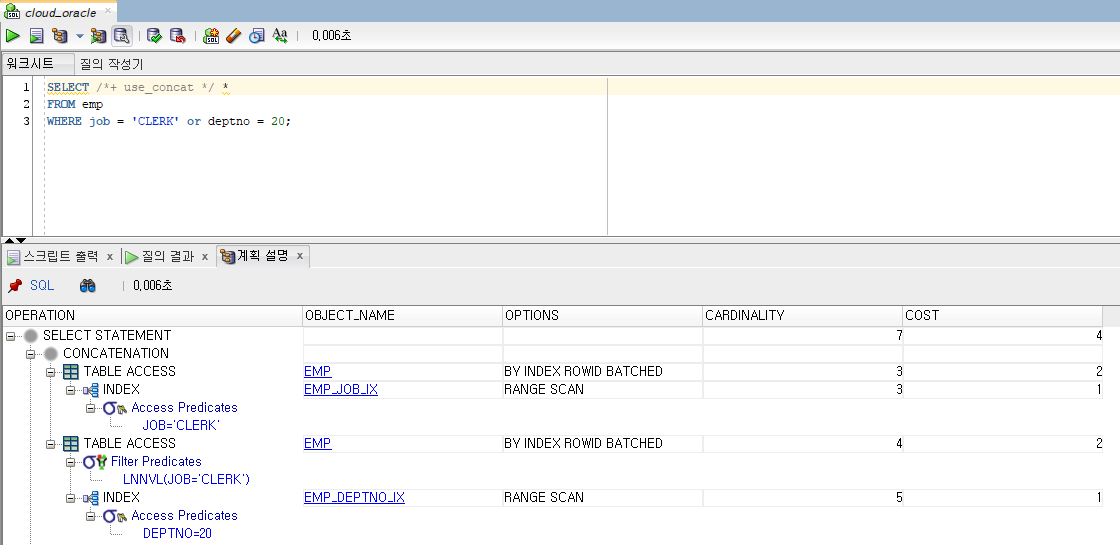 cloud_oracle ×
SQL 0,006초
워크시트 질의 작성기
1 SELECT /*+ use_concat */ *
2 FROM emp
3 WHERE job = 'CLERK' or deptno = 20;
스크립트 출력 × 질의 결과 × 계획 설명 ×
SQL 0,006초
OPERATION OBJECT_NAME OPTIONS CARDINALITY COST
SELECT STATEMENT 7 4
CONCATENATION
TABLE ACCESS EMP BY INDEX ROWID BATCHED 3 2
INDEX EMP_JOB_IX RANGE SCAN 3 1
Access Predicates
JOB='CLERK'
TABLE ACCESS EMP BY INDEX ROWID BATCHED 4 2
Filter Predicates
LNNVL(JOB='CLERK')
INDEX EMP_DEPTNO_IX RANGE SCAN 5 1
Access Predicates
DEPTNO=20